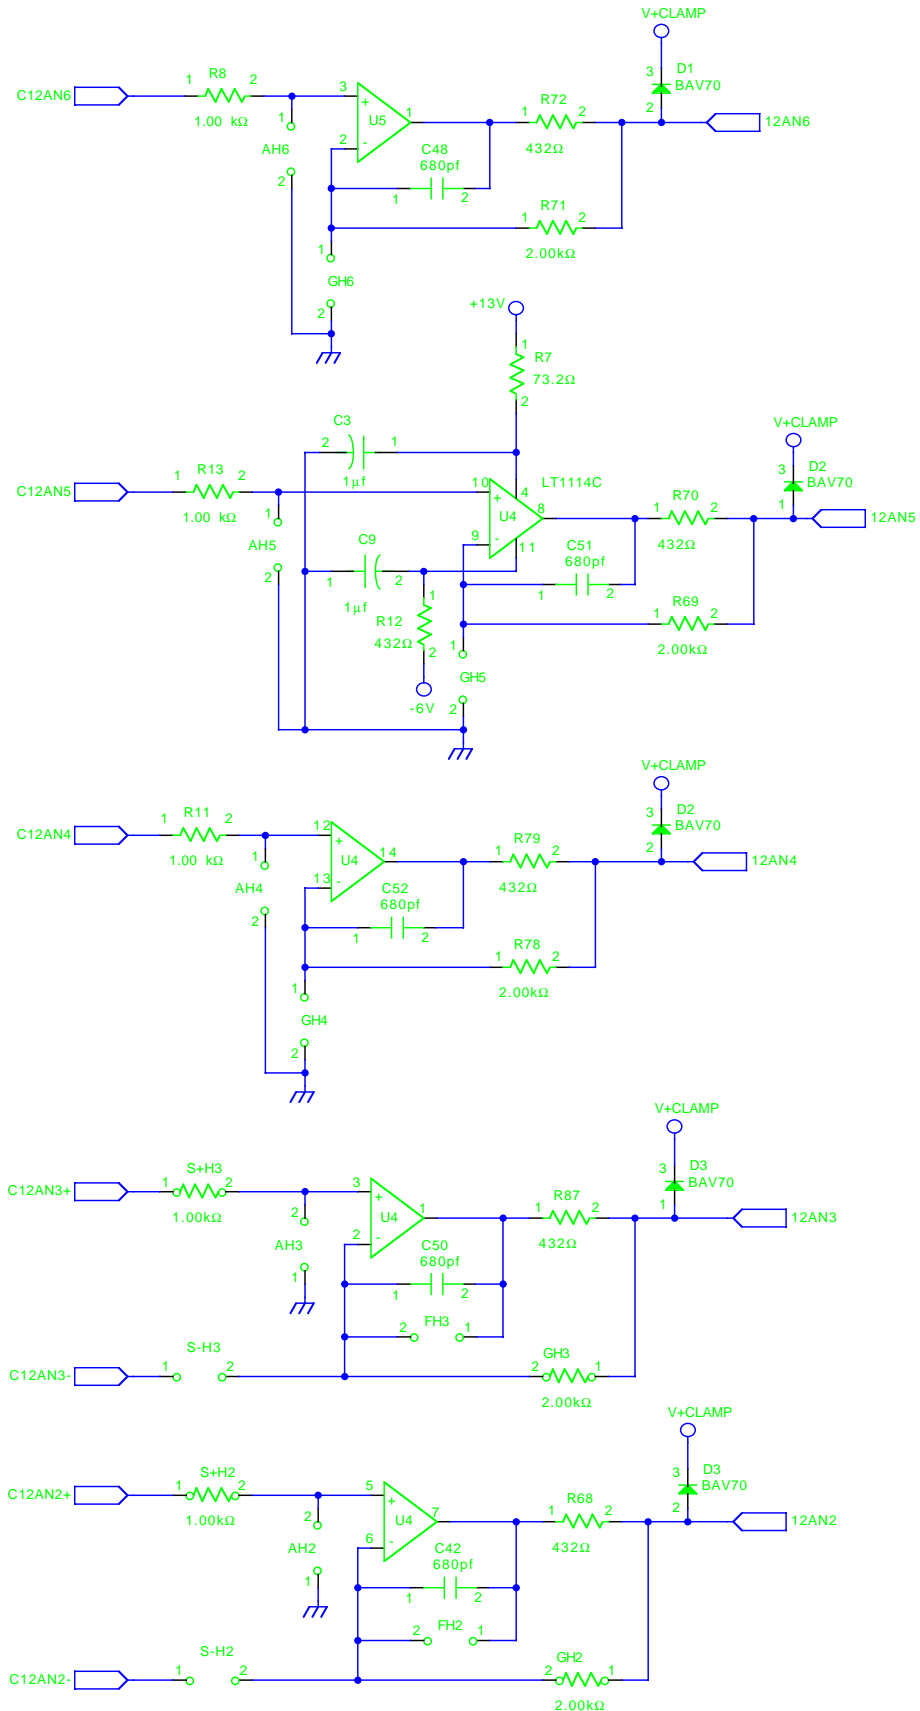 V+CLAMP
3 D1
BAV70
2
C12AN6
1 R8 2
1.00 kΩ
3
+
U5
1
2
-
1
AH6
2
C48
680pf
1 2
R72
1 2
432Ω
12AN6
R71
1 2
2.00kΩ
1
GH6
2
+13V
1
R7
73.2Ω
2
C3
2 1
1µf
V+CLAMP
3 D2
BAV70
1
C12AN5
1 R13 2
1.00 kΩ
10
+
4
LT1114C
U4
8
9
-
11
1
AH5
2
C9
1 2
1µf
1
R12
432Ω
2
-6V
C51
680pf
1 2
R70
1 2
432Ω
12AN5
R69
1 2
2.00kΩ
1
GH5
2
V+CLAMP
3 D2
BAV70
2
C12AN4
1 R11 2
1.00 kΩ
12
+
U4
14
13
-
1
AH4
2
C52
680pf
1 2
R79
1 2
432Ω
12AN4
R78
1 2
2.00kΩ
1
GH4
2
V+CLAMP
3 D3
BAV70
1
C12AN3+
S+H3
1 2
1.00kΩ
3
+
U4
1
2
-
2
AH3
1
C50
680pf
1 2
R87
1 2
432Ω
12AN3
2 FH3 1
S-H3
C12AN3-
1 2
GH3
2 1
2.00kΩ
V+CLAMP
3 D3
BAV70
2
C12AN2+
S+H2
1 2
1.00kΩ
5
+
U4
7
6
-
2
AH2
1
C42
680pf
1 2
R68
1 2
432Ω
12AN2
2 FH2 1
S-H2
C12AN2-
1 2
GH2
2 1
2.00kΩ